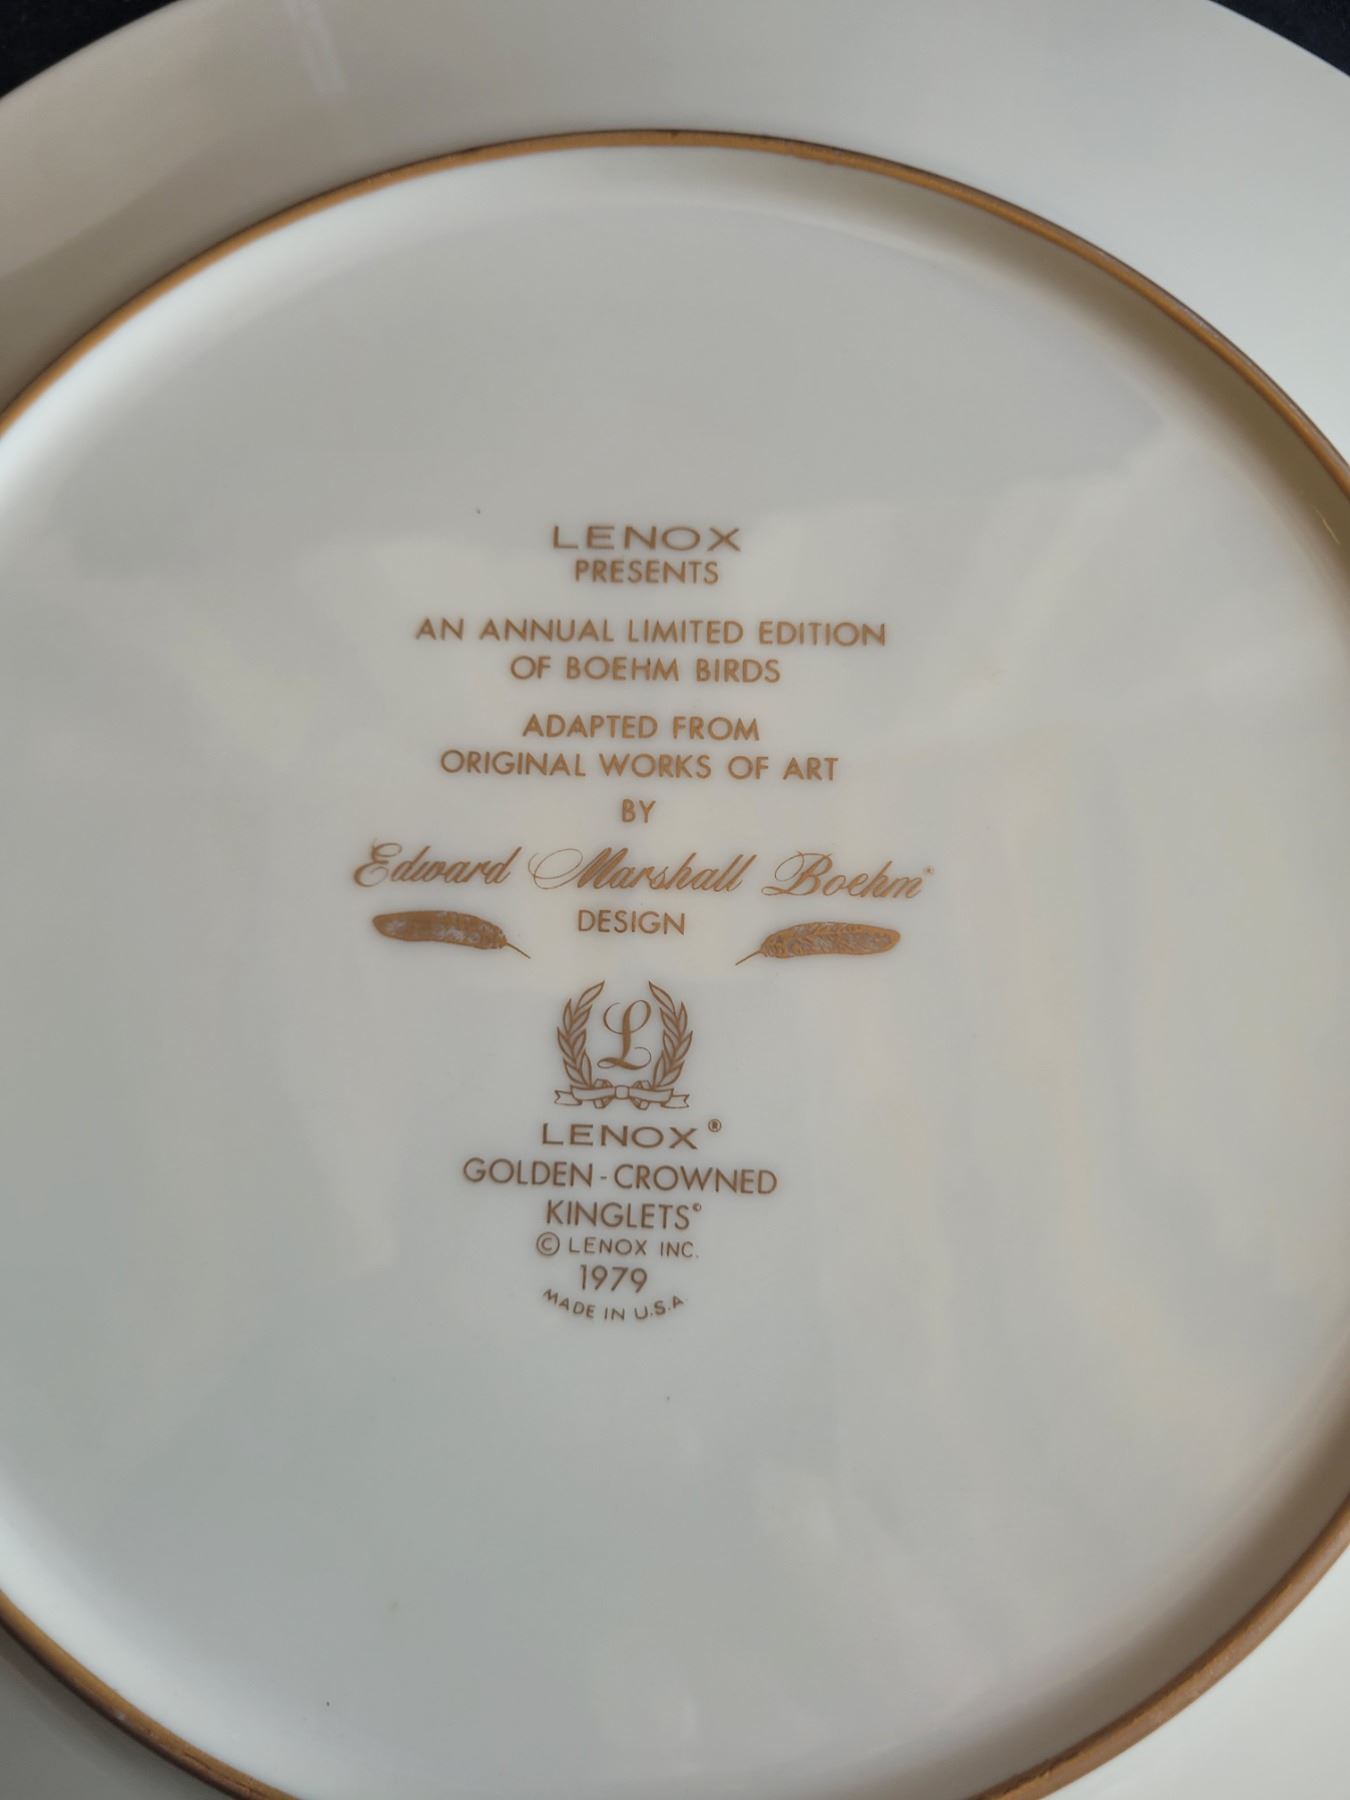 LENOX
PRESENTS
AN ANNUAL LIMITED EDITION
OF BOEHM BIRDS
ADAPTED FROM
ORIGINAL WORKS OF ART
BY
Edward Marshall Boehm®
DESIGN
L
LENOX®
GOLDEN-CROWNED
KINGLETS©
© LENOX INC.
1979
MADE IN U.S.A.